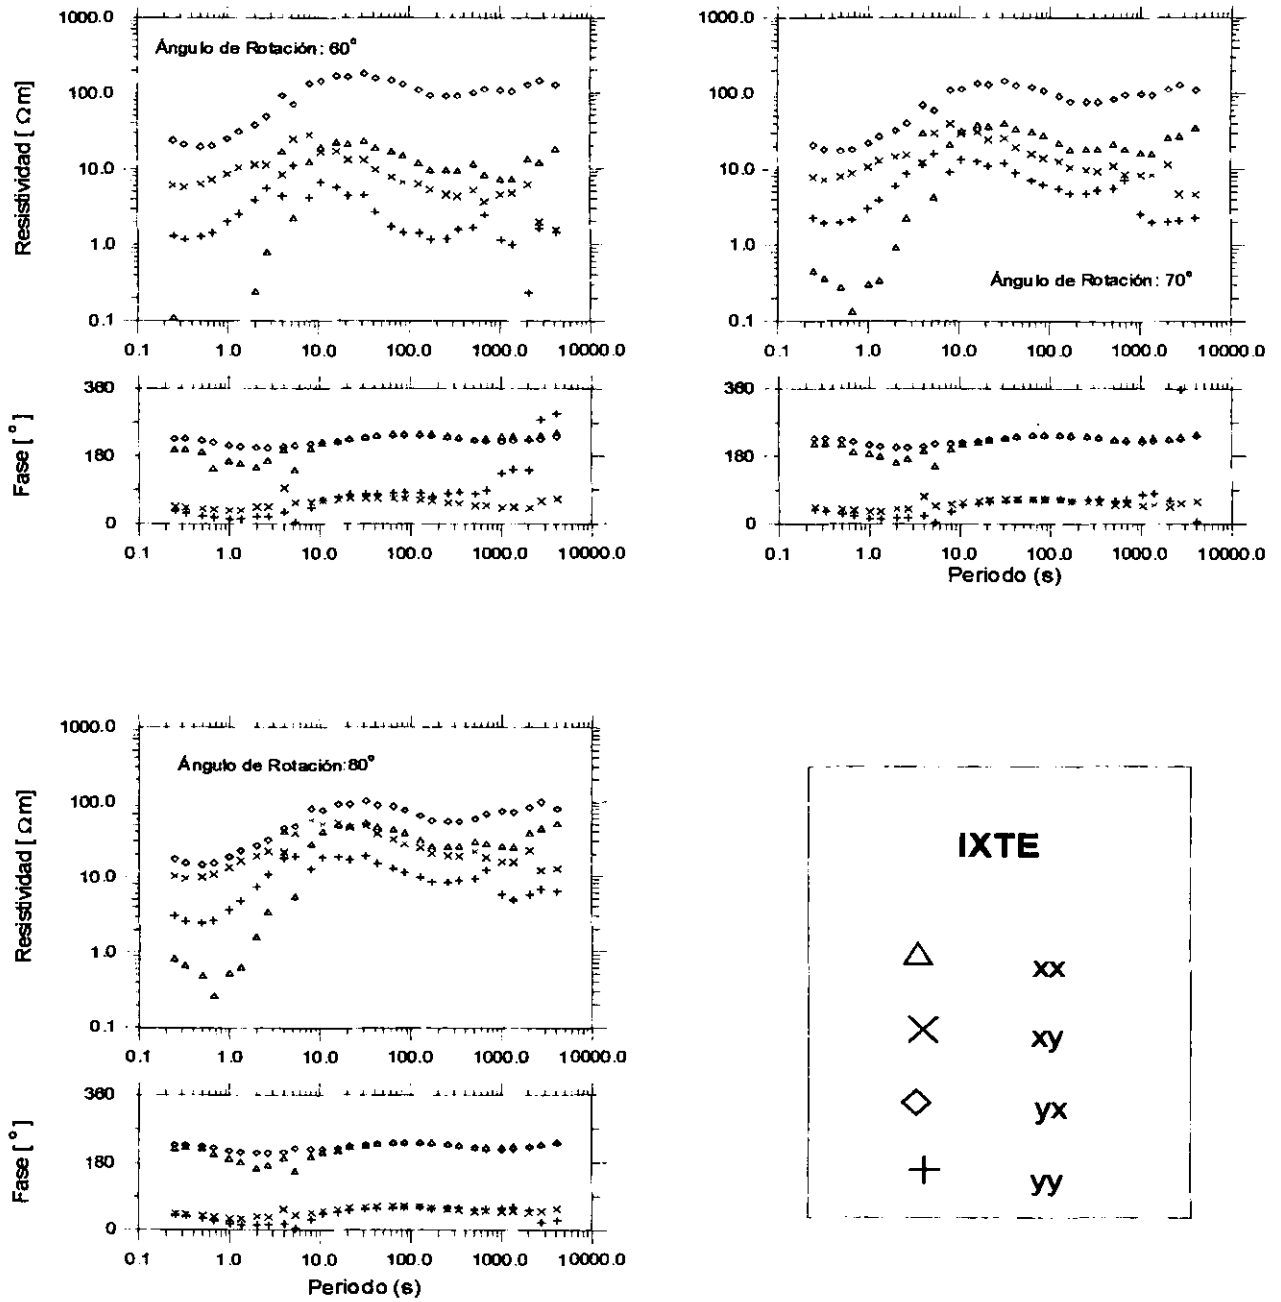 1000.0
100.0
10.0
1.0
0.1
Resistividad [ Ωm]
Ángulo de Rotación: 60°
0.1 1.0 10.0 100.0 1000.0 10000.0
360
180
0
Fase [°]
0.1 1.0 10.0 100.0 1000.0 10000.0
1000.0
100.0
10.0
1.0
0.1
Resistividad [ Ωm]
Ángulo de Rotación: 70°
0.1 1.0 10.0 100.0 1000.0 10000.0
360
180
0
Fase [°]
0.1 1.0 10.0 100.0 1000.0 10000.0
Periodo (s)
1000.0
100.0
10.0
1.0
0.1
Resistividad [ Ωm]
Ángulo de Rotación:80°
0.1 1.0 10.0 100.0 1000.0 10000.0
360
180
0
Fase [°]
0.1 1.0 10.0 100.0 1000.0 10000.0
Periodo (s)
IXTE
xx
xy
yx
yy